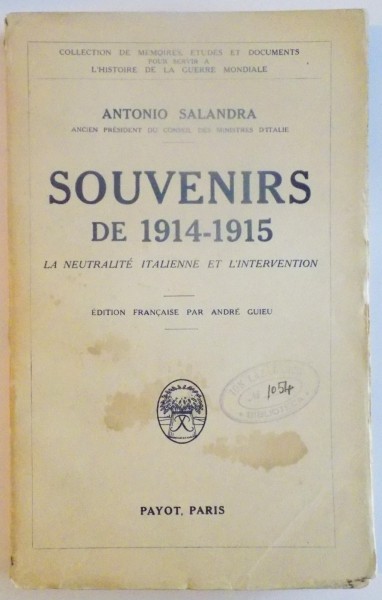 COLLECTION DE MÉMOIRES, ÉTUDES ET DOCUMENTS
POUR SERVIR A
L'HISTOIRE DE LA GUERRE MONDIALE
ANTONIO SALANDRA
ANCIEN PRÉSIDENT DU CONSEIL DES MINISTRES D'ITALIE
SOUVENIRS
DE 1914-1915
LA NEUTRALITÉ ITALIENNE ET L'INTERVENTION
ÉDITION FRANÇAISE PAR ANDRÉ GUIEU
1054
PAYOT, PARIS